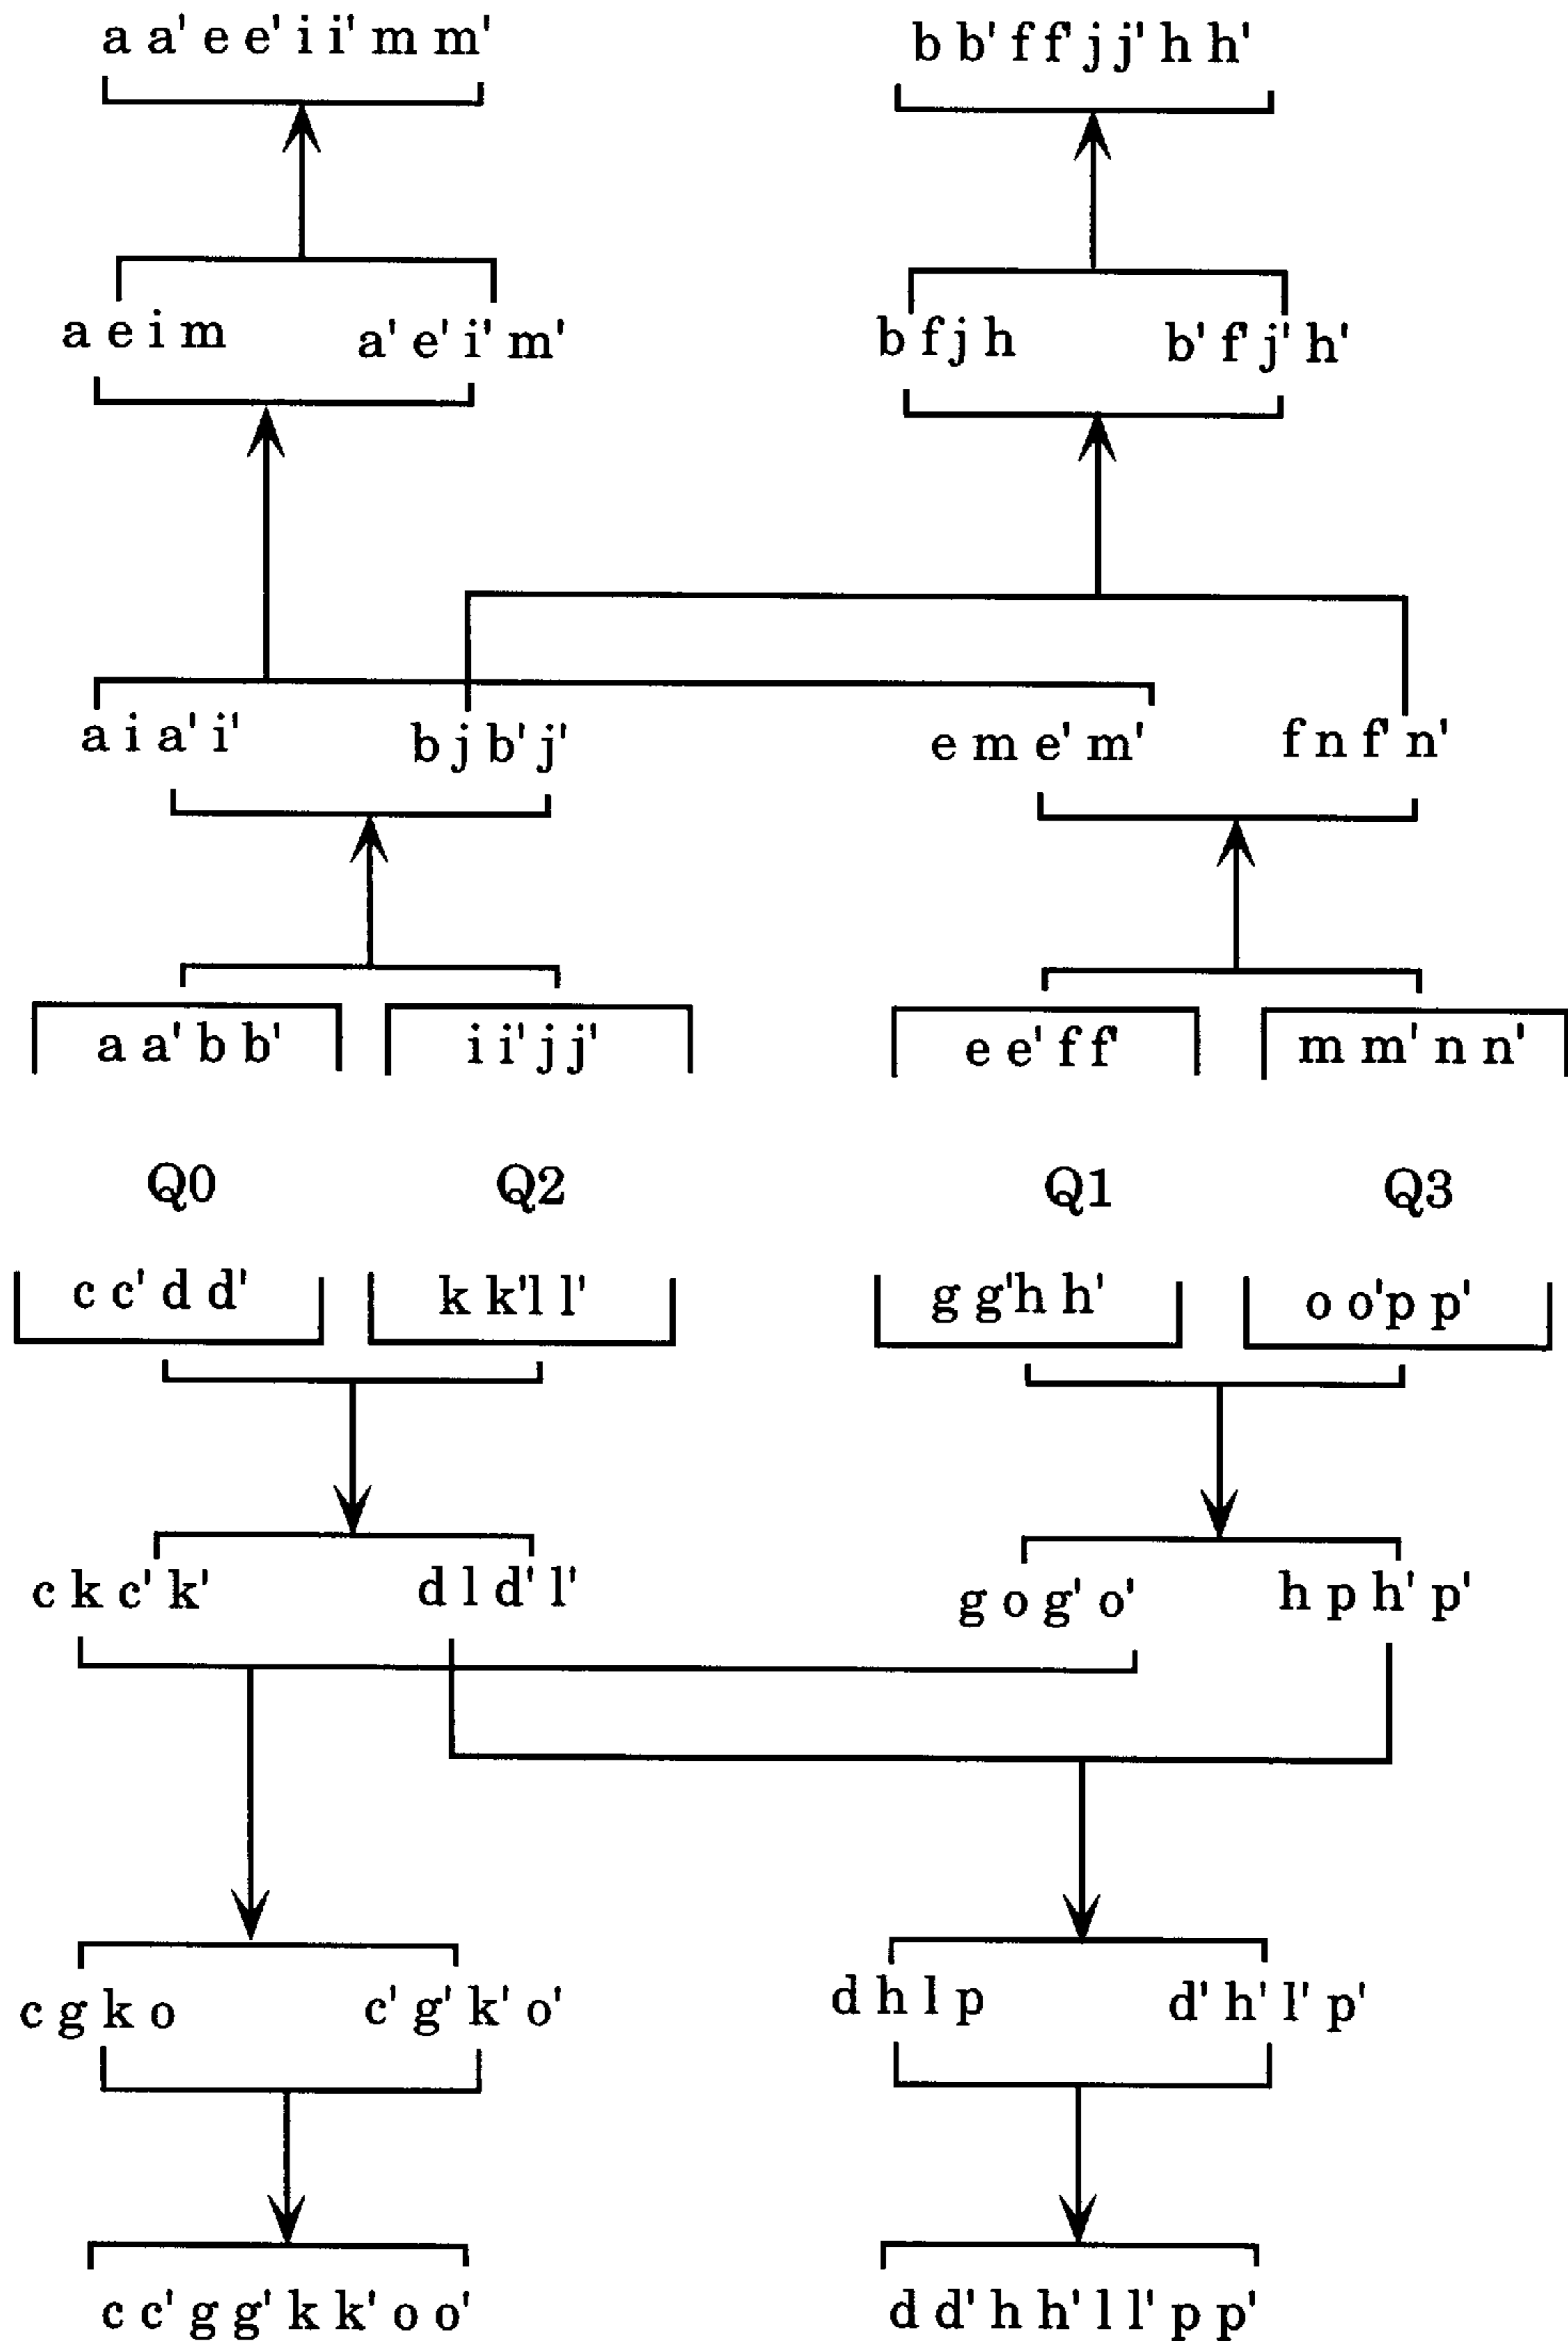 a a' e e' i i' m m' b b' f f' j j' h h'
a e i m a' e' i' m' b f j h b' f' j' h'
a i a' i' b j b' j' e m e' m' f n f' n'
a a' b b' i i' j j' e e' f f' m m' n n'
Q0 Q2 Q1 Q3
c c' d d' k k' l l' g g' h h' o o' p p'
c k c' k' d l d' l' g o g' o' h p h' p'
c g k o c' g' k' o' d h l p d' h' l' p'
c c' g g' k k' o o' d d' h h' l l' p p'